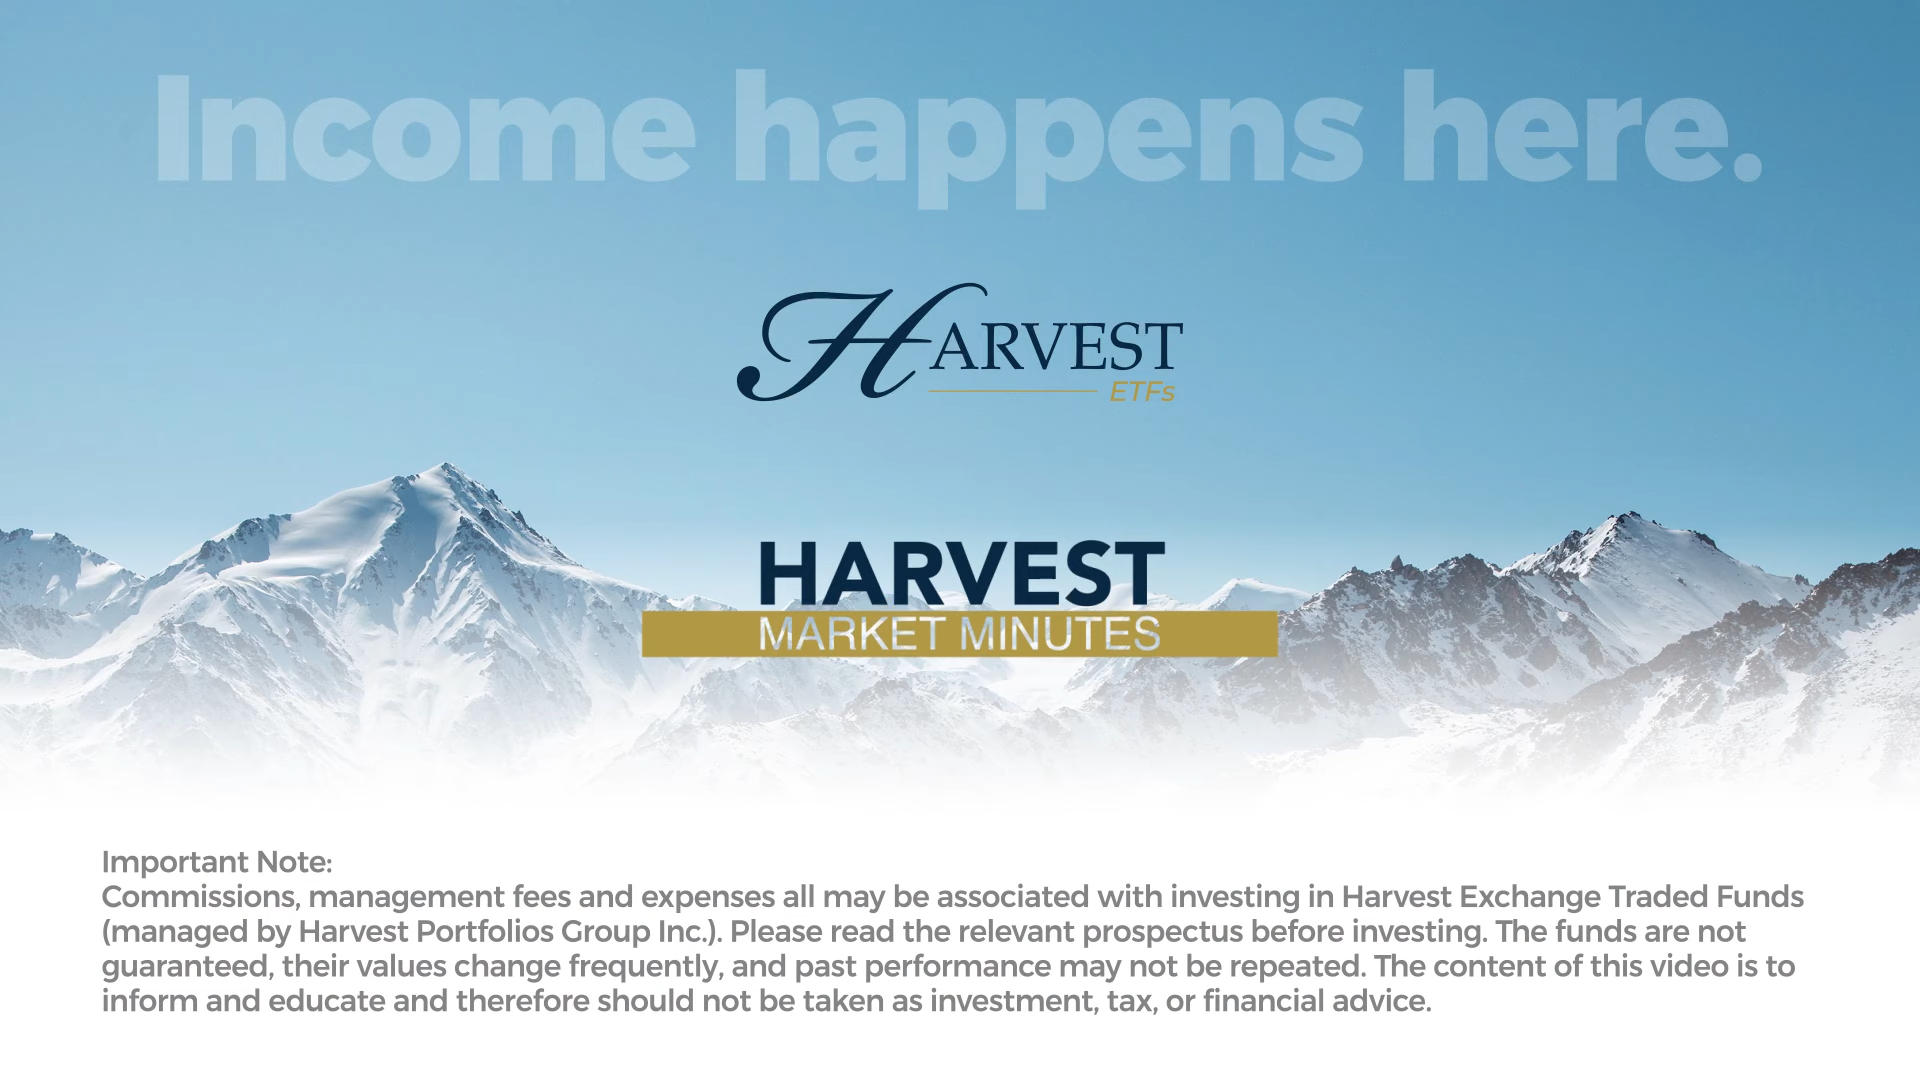 Income happens here.
HARVEST
ETFs
HARVEST
MARKET MINUTES
Important Note:
Commissions, management fees and expenses all may be associated with investing in Harvest Exchange Traded Funds
(managed by Harvest Portfolios Group Inc.). Please read the relevant prospectus before investing. The funds are not
guaranteed, their values change frequently, and past performance may not be repeated. The content of this video is to
inform and educate and therefore should not be taken as investment, tax, or financial advice.